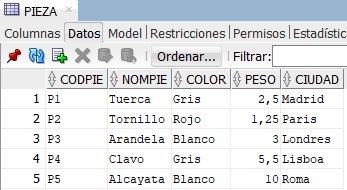 PIEZA
Columnas Datos Model Restricciones Permisos Estadístic
Ordenar... Filtrar:
CODPIE NOMPIE COLOR PESO CIUDAD
1 P1 Tuerca Gris 2,5 Madrid
2 P2 Tornillo Rojo 1,25 Paris
3 P3 Arandela Blanco 3 Londres
4 P4 Clavo Gris 5,5 Lisboa
5 P5 Alcayata Blanco 10 Roma